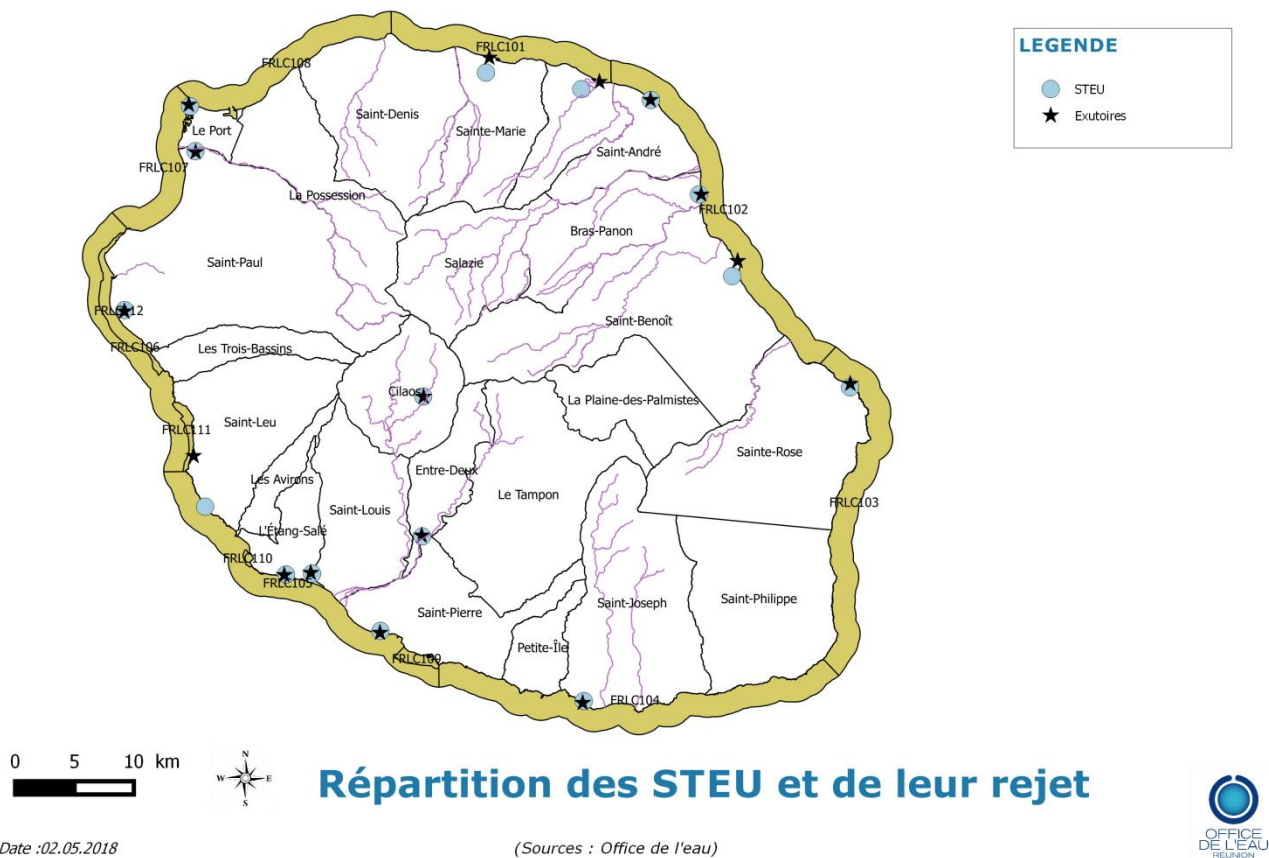 FRLC101
FRLC108
Saint-Denis
Sainte-Marie
Le Port
Saint-André
FRLC107
La Possession
FRLC102
Bras-Panon
Saint-Paul
Salazie
FRLC112
Saint-Benoît
FRLC106
Les Trois-Bassins
Cilaos
La Plaine-des-Palmistes
Saint-Leu
FRLC111
Sainte-Rose
Entre-Deux
Les Avirons
Le Tampon
Saint-Louis
FRLC103
L'Étang-Salé
FRLC110
FRLC105
Saint-Philippe
Saint-Joseph
Saint-Pierre
Petite-Île
FRLC109
FRLC104
LEGENDE
STEU
Exutoires
0 5 10 km
N
W E
S
Répartition des STEU et de leur rejet
Date :02.05.2018
(Sources : Office de l'eau)
OFFICE
DE L'EAU
RÉUNION